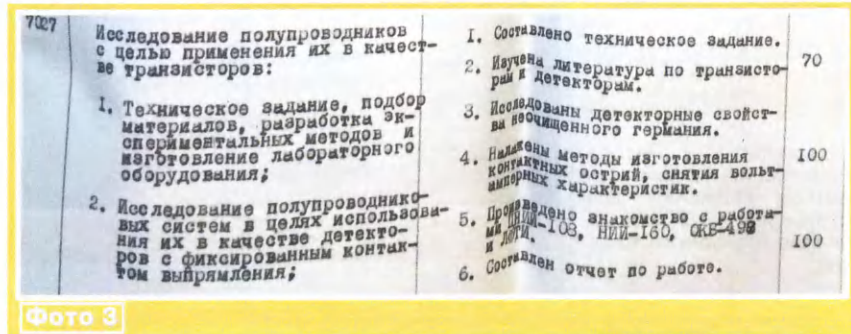 7027
Исследование полупроводников
с целью применения их в качест-
ве транзисторов:
1. Техническое задание, подбор
материалов, разработка эк-
спериментальных методов и
изготовление лабораторного
оборудования;
2. Исследование полупроводнико-
вых систем в целях использова-
ния их в качестве детекто-
ров с фиксированным контак-
том выпрямления;
I. Составлено техническое задание.
2. Изучена литература по транзисто-
рам и детекторам.
3. Исследованы детекторные свойст-
ва неочищенного германия.
4. Налажены методы изготовления
контактных острий, снятия вольт-
амперных характеристик.
5. Произведено знакомство с работа-
ми НИИ-108, НИИ-160, ОКБ-498
и ЛФТИ.
6. Составлен отчет по работе.
70
100
100
Фото 3